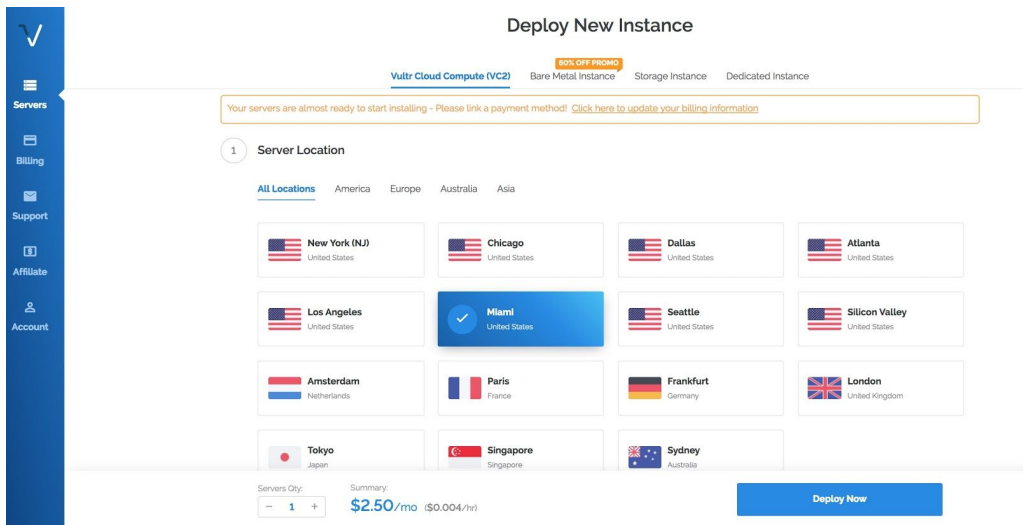 Deploy New Instance
60% OFF PROMO
Vultr Cloud Compute (VC2) Bare Metal Instance Storage Instance Dedicated Instance
Servers
Billing
Support
Affiliate
Account
Your servers are almost ready to start installing - Please link a payment method! Click here to update your billing information
1 Server Location
All Locations America Europe Australia Asia
New York (NJ) Chicago Dallas Atlanta
United States United States United States United States
Los Angeles Miami Seattle Silicon Valley
United States United States United States United States
Amsterdam Paris Frankfurt London
Netherlands France Germany United Kingdom
Tokyo Singapore Sydney
Japan Singapore Australia
Servers Qty: Summary:
- 1 + $2.50/mo ($0.004/hr)
Deploy Now